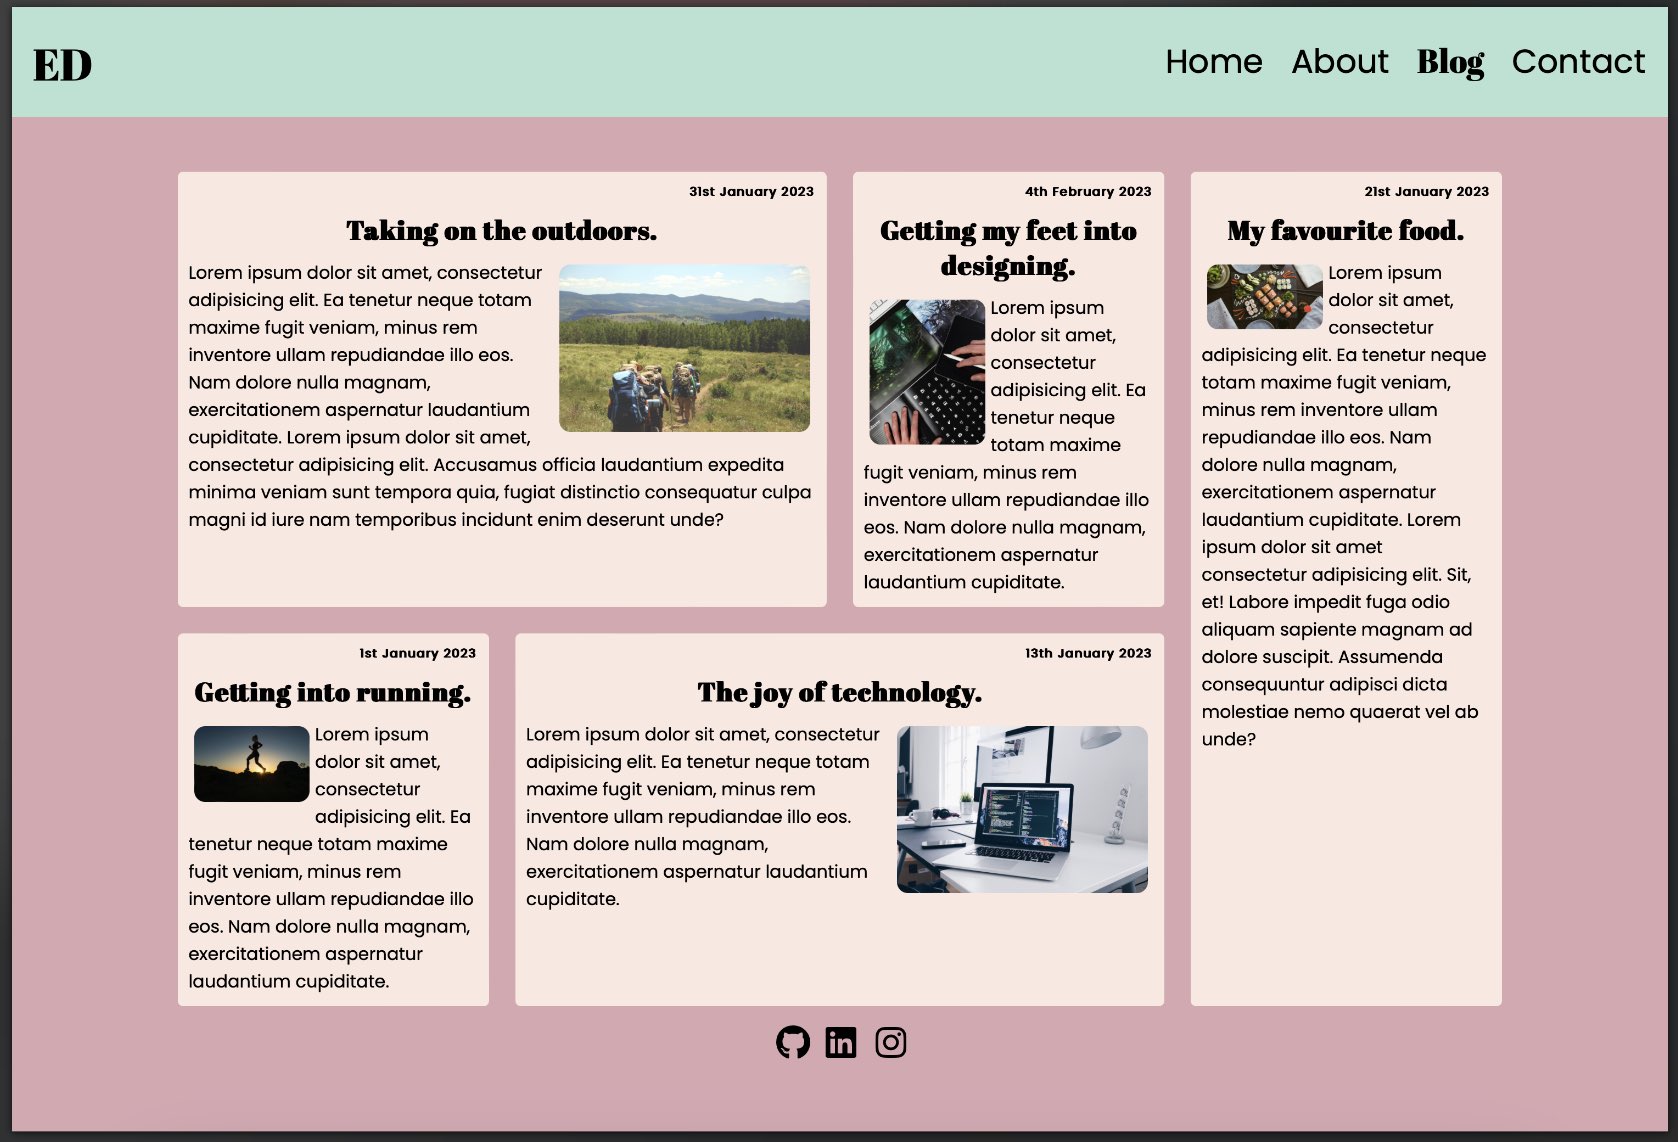 ED
Home About Blog Contact
31st January 2023
Taking on the outdoors.
Lorem ipsum dolor sit amet, consectetur
adipisicing elit. Ea tenetur neque totam
maxime fugit veniam, minus rem
inventore ullam repudiandae illo eos.
Nam dolore nulla magnam,
exercitationem aspernatur laudantium
cupiditate. Lorem ipsum dolor sit amet,
consectetur adipisicing elit. Accusamus officia laudantium expedita
minima veniam sunt tempora quia, fugiat distinctio consequatur culpa
magni id iure nam temporibus incidunt enim deserunt unde?
4th February 2023
Getting my feet into
designing.
Lorem ipsum
dolor sit amet,
consectetur
adipisicing elit. Ea
tenetur neque
totam maxime
fugit veniam, minus rem
inventore ullam repudiandae illo
eos. Nam dolore nulla magnam,
exercitationem aspernatur
laudantium cupiditate.
21st January 2023
My favourite food.
Lorem ipsum
dolor sit amet,
consectetur
adipisicing elit. Ea tenetur neque
totam maxime fugit veniam,
minus rem inventore ullam
repudiandae illo eos. Nam
dolore nulla magnam,
exercitationem aspernatur
laudantium cupiditate. Lorem
ipsum dolor sit amet
consectetur adipisicing elit. Sit,
et! Labore impedit fuga odio
aliquam sapiente magnam ad
dolore suscipit. Assumenda
consequuntur adipisci dicta
molestiae nemo quaerat vel ab
unde?
1st January 2023
Getting into running.
Lorem ipsum
dolor sit amet,
consectetur
adipisicing elit. Ea
tenetur neque totam maxime
fugit veniam, minus rem
inventore ullam repudiandae illo
eos. Nam dolore nulla magnam,
exercitationem aspernatur
laudantium cupiditate.
13th January 2023
The joy of technology.
Lorem ipsum dolor sit amet, consectetur
adipisicing elit. Ea tenetur neque totam
maxime fugit veniam, minus rem
inventore ullam repudiandae illo eos.
Nam dolore nulla magnam,
exercitationem aspernatur laudantium
cupiditate.
in